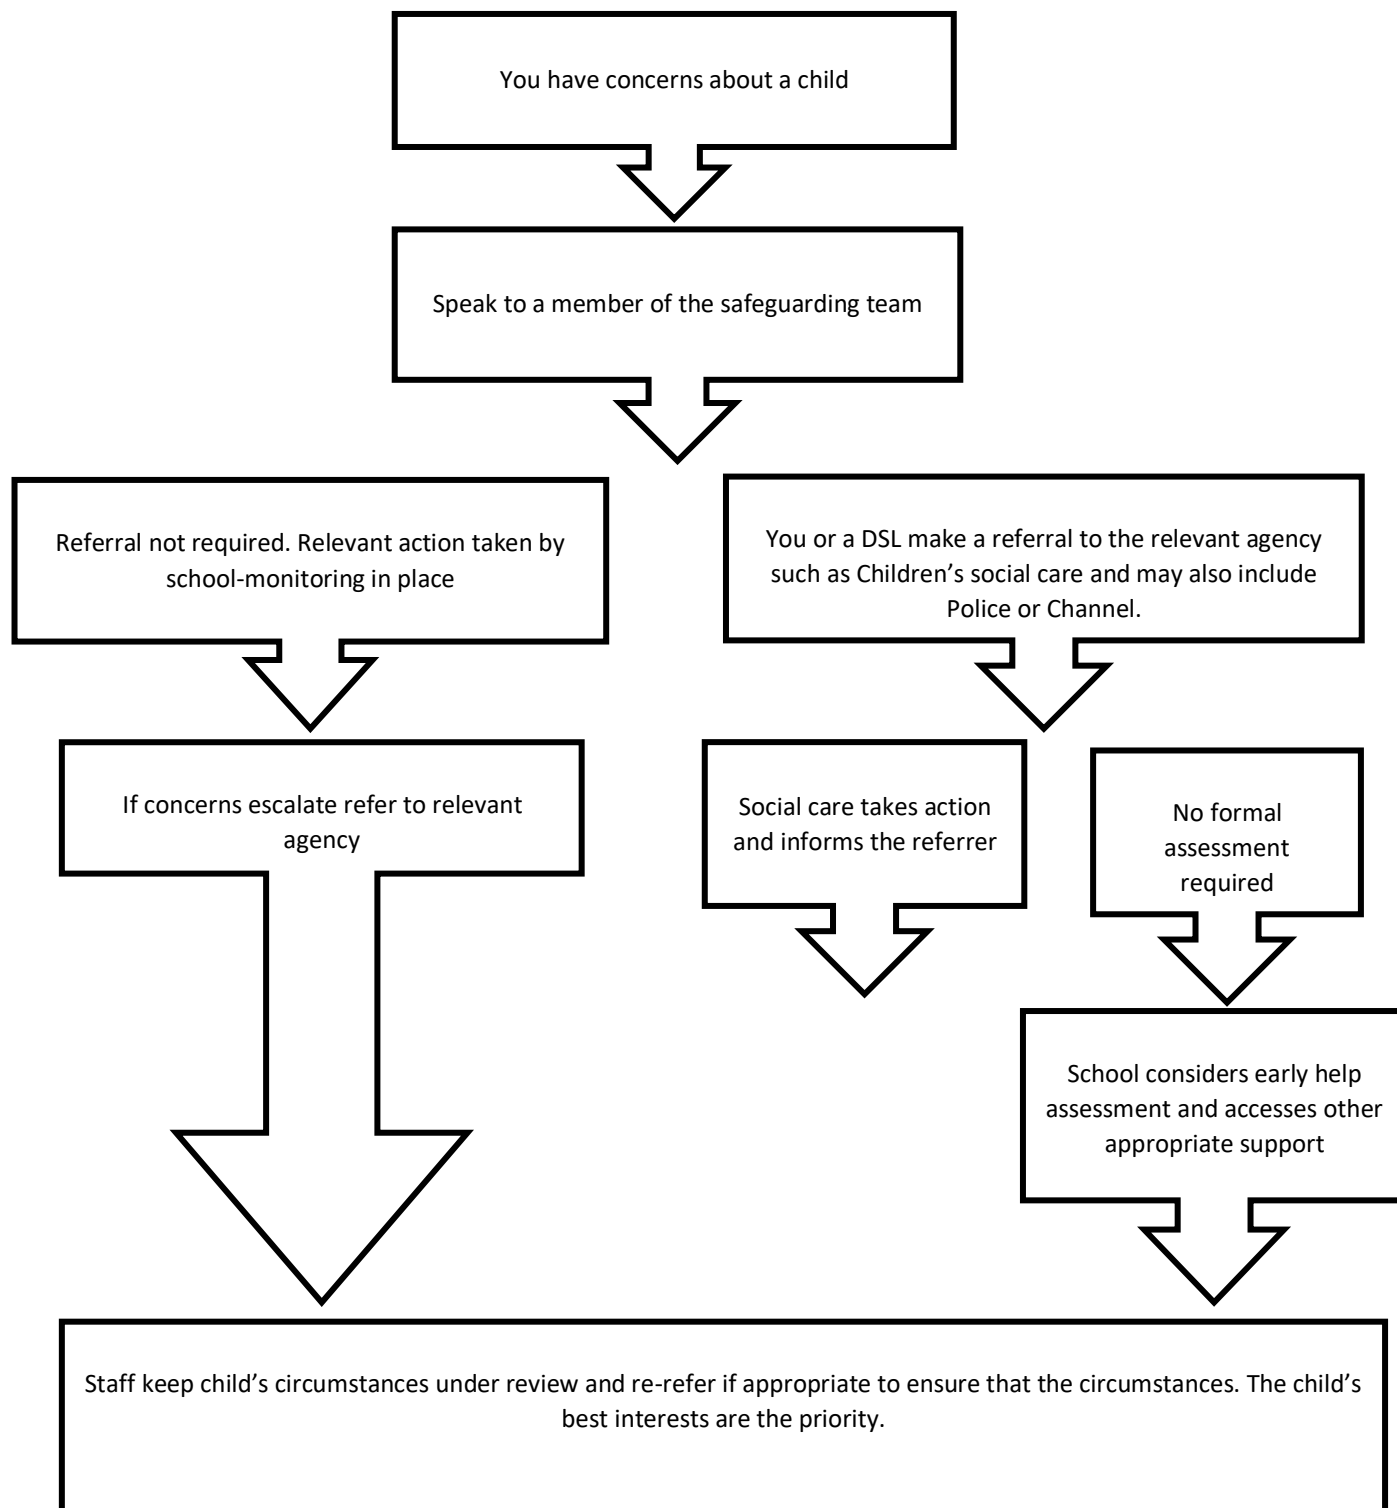 You have concerns about a child
Speak to a member of the safeguarding team
Referral not required. Relevant action taken by
school-monitoring in place
You or a DSL make a referral to the relevant agency
such as Children’s social care and may also include
Police or Channel.
If concerns escalate refer to relevant
agency
Social care takes action
and informs the referrer
No formal
assessment
required
School considers early help
assessment and accesses other
appropriate support
Staff keep child’s circumstances under review and re-refer if appropriate to ensure that the circumstances. The child’s
best interests are the priority.